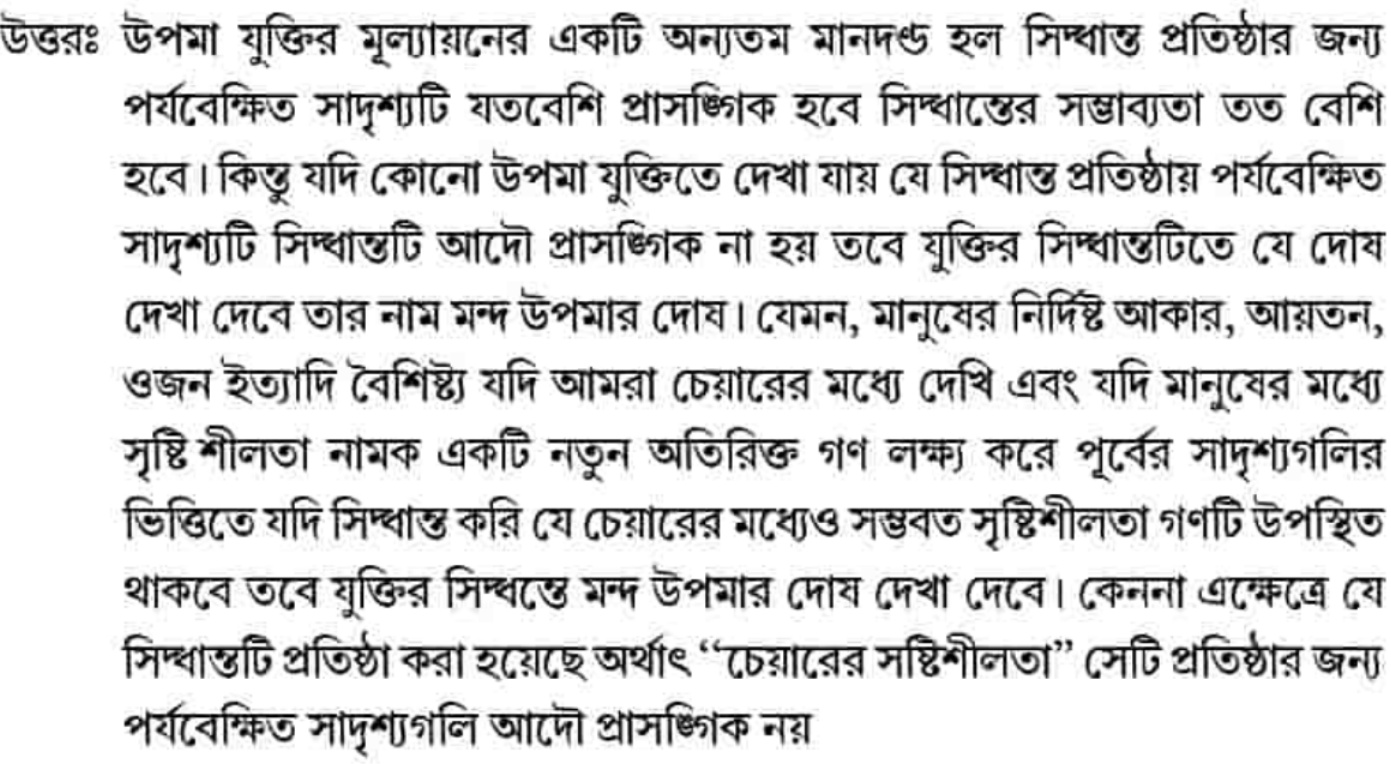 উত্তরঃ উপমা যুক্তির মূল্যায়নের একটি অন্যতম মানদণ্ড হল সিদ্ধান্ত প্রতিষ্ঠার জন্য
পর্যবেক্ষিত সাদৃশ্যটি যতবেশি প্রাসঙ্গিক হবে সিদ্ধান্তের সম্ভাব্যতা তত বেশি
হবে। কিন্তু যদি কোনো উপমা যুক্তিতে দেখা যায় যে সিদ্ধান্ত প্রতিষ্ঠায় পর্যবেক্ষিত
সাদৃশ্যটি সিদ্ধান্তটি আদৌ প্রাসঙ্গিক না হয় তবে যুক্তির সিদ্ধান্তটিতে যে দোষ
দেখা দেবে তার নাম মন্দ উপমার দোষ। যেমন, মানুষের নির্দিষ্ট আকার, আয়তন,
ওজন ইত্যাদি বৈশিষ্ট্য যদি আমরা চেয়ারের মধ্যে দেখি এবং যদি মানুষের মধ্যে
সৃষ্টি শীলতা নামক একটি নতুন অতিরিক্ত গণ লক্ষ্য করে পূর্বের সাদৃশ্যগলির
ভিত্তিতে যদি সিদ্ধান্ত করি যে চেয়ারের মধ্যেও সম্ভবত সৃষ্টিশীলতা গণটি উপস্থিত
থাকবে তবে যুক্তির সিদ্ধন্তে মন্দ উপমার দোষ দেখা দেবে। কেননা এক্ষেত্রে যে
সিদ্ধান্তটি প্রতিষ্ঠা করা হয়েছে অর্থাৎ “চেয়ারের সষ্টিশীলতা” সেটি প্রতিষ্ঠার জন্য
পর্যবেক্ষিত সাদৃশ্যগলি আদৌ প্রাসঙ্গিক নয়